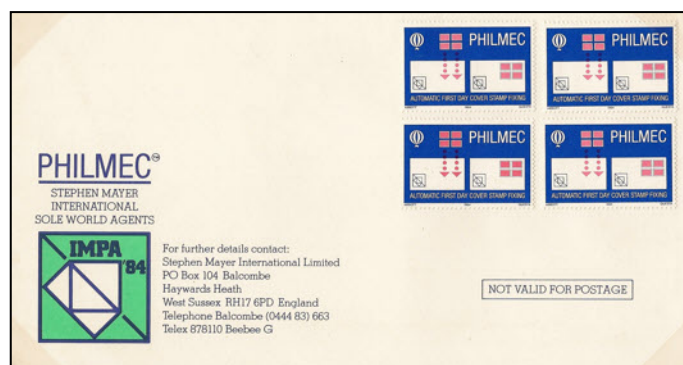 PHILMEC
AUTOMATIC FIRST DAY COVER STAMP FIXING
PHILMEC
AUTOMATIC FIRST DAY COVER STAMP FIXING
PHILMEC
AUTOMATIC FIRST DAY COVER STAMP FIXING
PHILMEC
AUTOMATIC FIRST DAY COVER STAMP FIXING
PHILMEC
STEPHEN MAYER
INTERNATIONAL
SOLE WORLD AGENTS
IMPA
'84
For further details contact:
Stephen Mayer International Limited
PO Box 104 Balcombe
Haywards Heath
West Sussex RH17 6PD England
Telephone Balcombe (0444 83) 663
Telex 878110 Beebee G
NOT VALID FOR POSTAGE